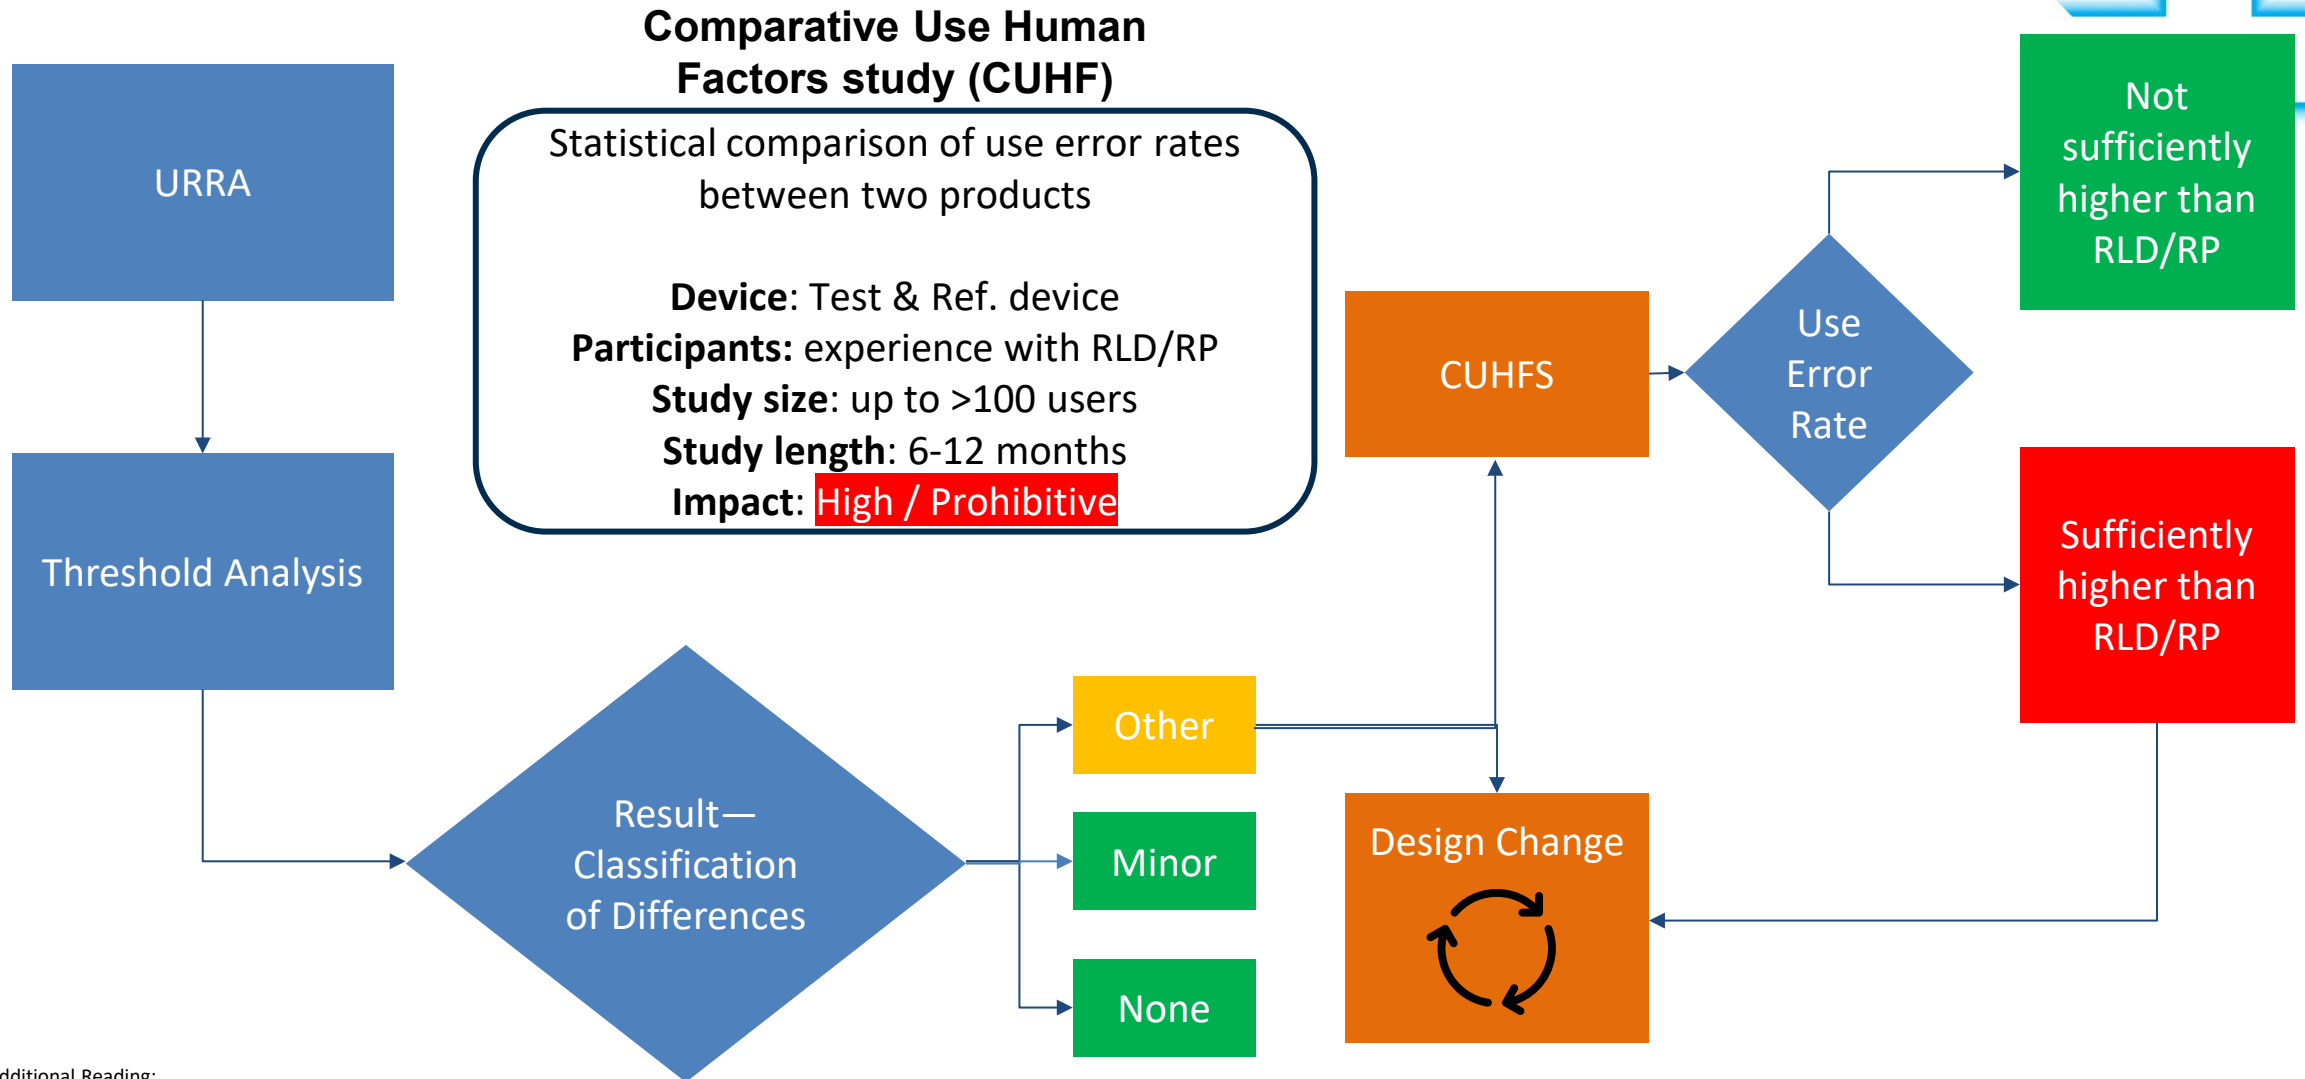 Comparative Use Human
Factors study (CUHF)
URRA
Statistical comparison of use error rates
between two products
Device: Test & Ref. device
Participants: experience with RLD/RP
Study size: up to >100 users
Study length: 6-12 months
Impact: High / Prohibitive
Threshold Analysis
Result—
Classification
of Differences
Other
Minor
None
CUHFS
Design Change
Use
Error
Rate
Not
sufficiently
higher than
RLD/RP
Sufficiently
higher than
RLD/RP
dditional Reading: